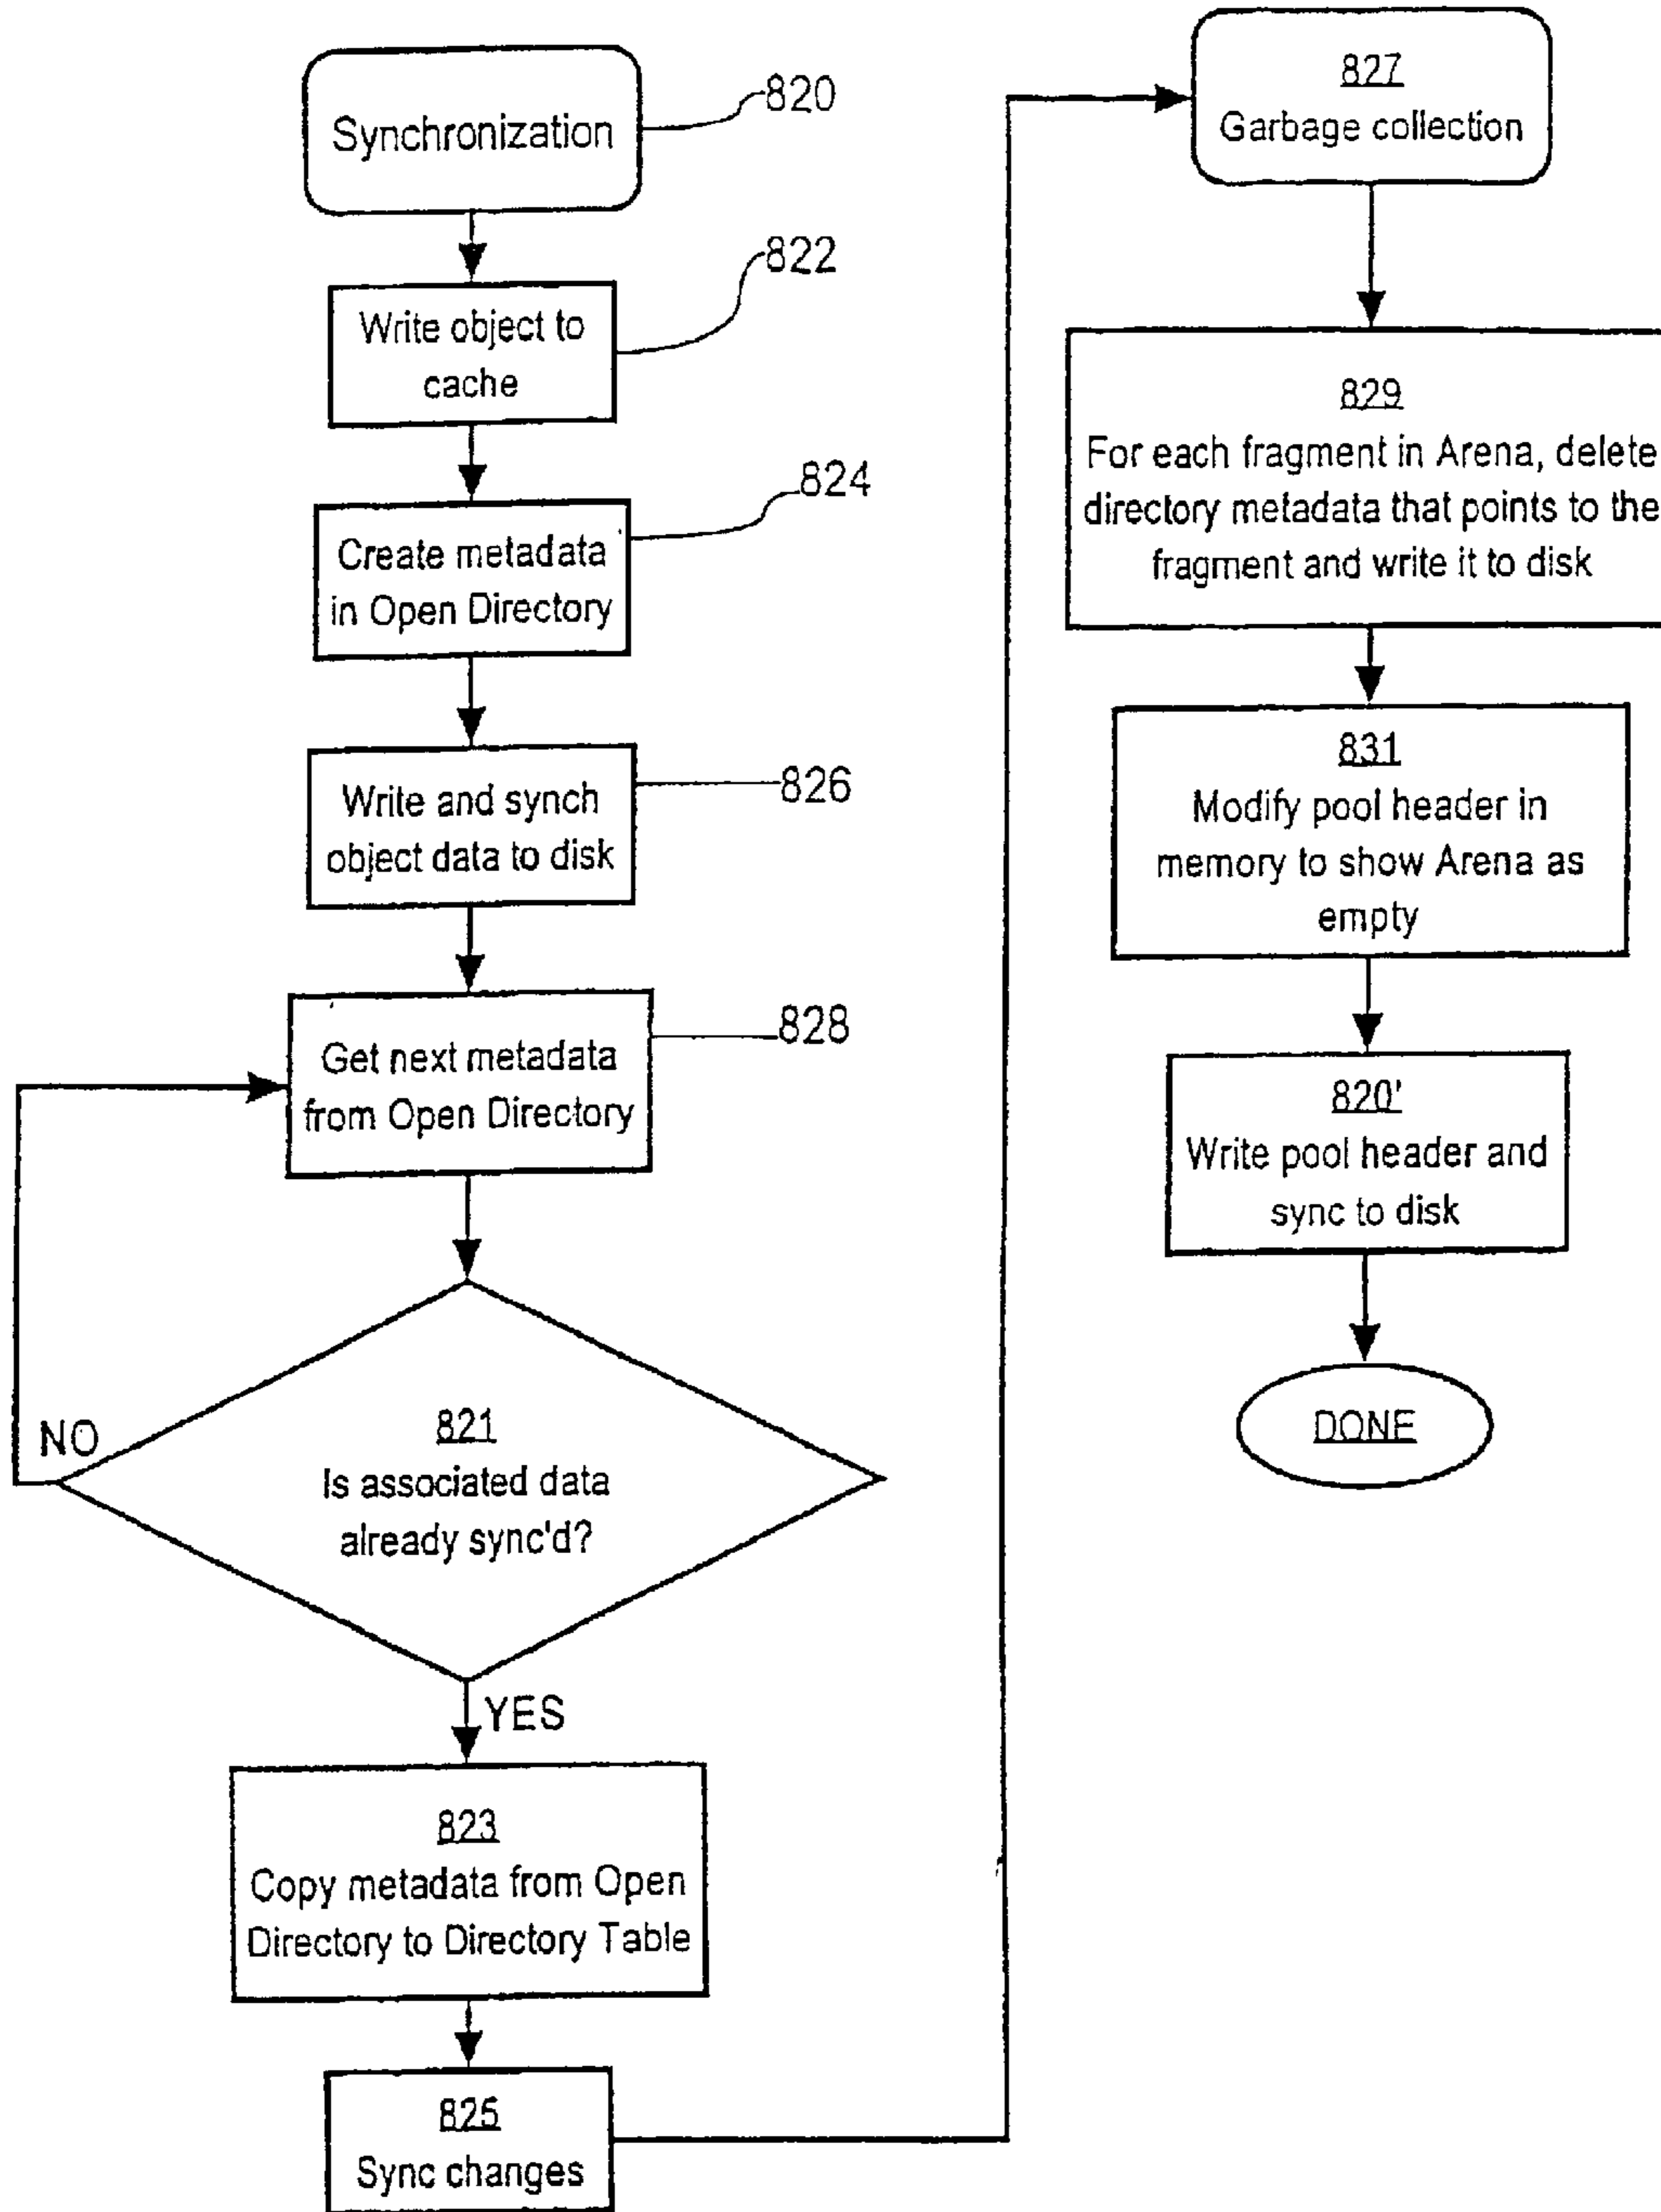 Synchronization
820
Write object to
cache
822
Create metadata
in Open Directory
824
Write and synch
object data to disk
826
Get next metadata
from Open Directory
828
821
Is associated data
already sync'd?
NO
YES
823
Copy metadata from Open
Directory to Directory Table
825
Sync changes
827
Garbage collection
829
For each fragment in Arena, delete
directory metadata that points to the
fragment and write it to disk
831
Modify pool header in
memory to show Arena as
empty
820'
Write pool header and
sync to disk
DONE